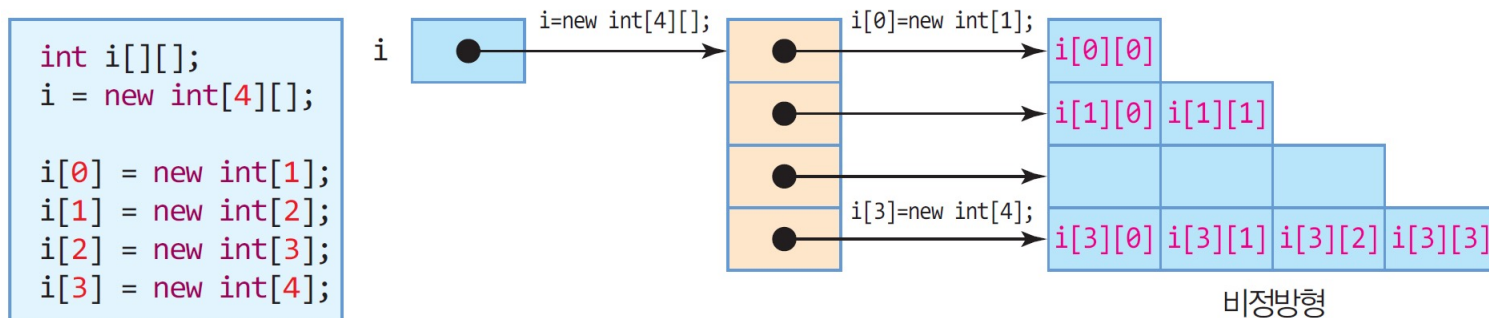 int i[][];
i = new int[4][];
i[0] = new int[1];
i[1] = new int[2];
i[2] = new int[3];
i[3] = new int[4];
i
i=new int[4][];
i[0]=new int[1];
i[0][0]
i[1][0] i[1][1]
i[3]=new int[4];
i[3][0] i[3][1] i[3][2] i[3][3]
비정방형